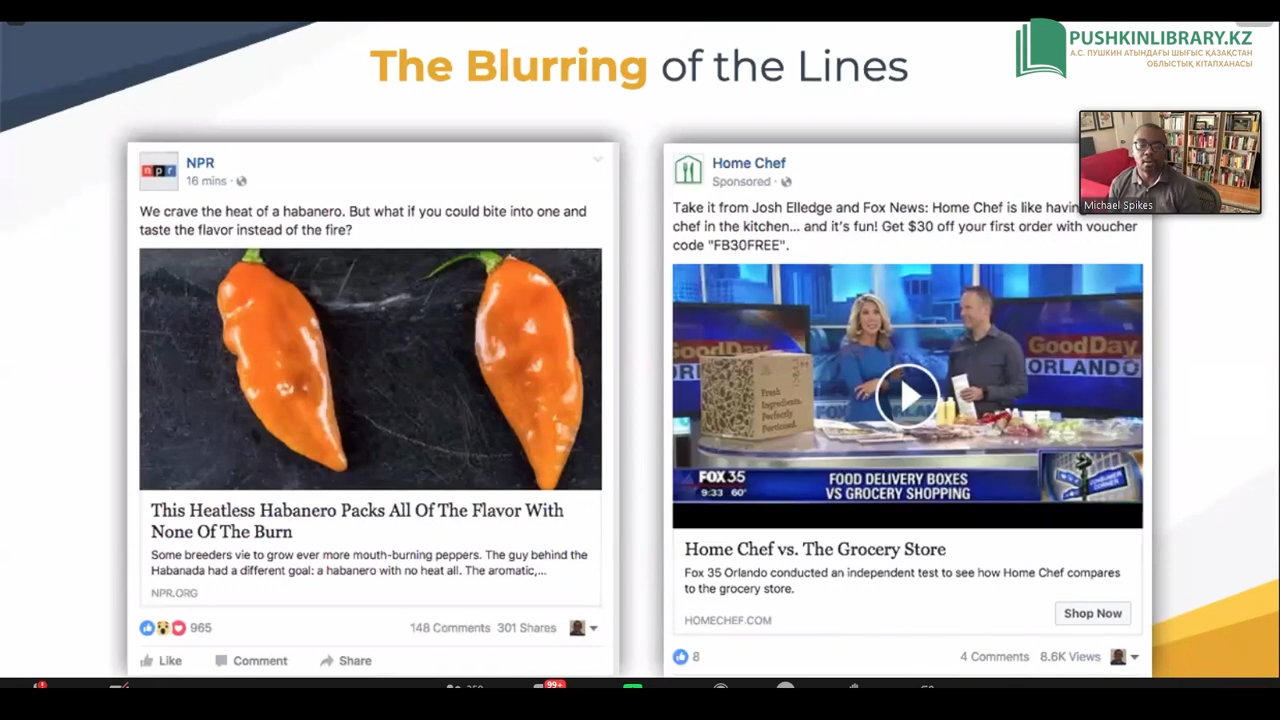 The Blurring of the Lines
PUSHKINLIBRARY.KZ
А.С. ПУШКИН АТЫНДАҒЫ ШЫҒЫС ҚАЗАҚСТАН
ОБЛЫСТЫҚ КІТАПХАНАСЫ
Michael Spikes
npr
NPR
16 mins ·
We crave the heat of a habanero. But what if you could bite into one and
taste the flavor instead of the fire?
This Heatless Habanero Packs All Of The Flavor With
None Of The Burn
Some breeders vie to grow ever more mouth-burning peppers. The guy behind the
Habanada had a different goal: a habanero with no heat all. The aromatic,...
NPR.ORG
965
148 Comments 301 Shares
Like Comment Share
Home Chef
Sponsored ·
Take it from Josh Elledge and Fox News: Home Chef is like
chef in the kitchen... and it's fun! Get $30 off your first order with voucher
code "FB30FREE".
GoodDay
GoodDay
ORLANDO
Fresh
Ingredients.
Perfectly
Portioned.
FOX 35
9:33 60°
FOOD DELIVERY BOXES
VS GROCERY SHOPPING
CONSUMER
CORNER
Home Chef vs. The Grocery Store
Fox 35 Orlando conducted an independent test to see how Home Chef compares
to the grocery store.
HOMECHEF.COM
Shop Now
8
4 Comments 8.6K Views
99+